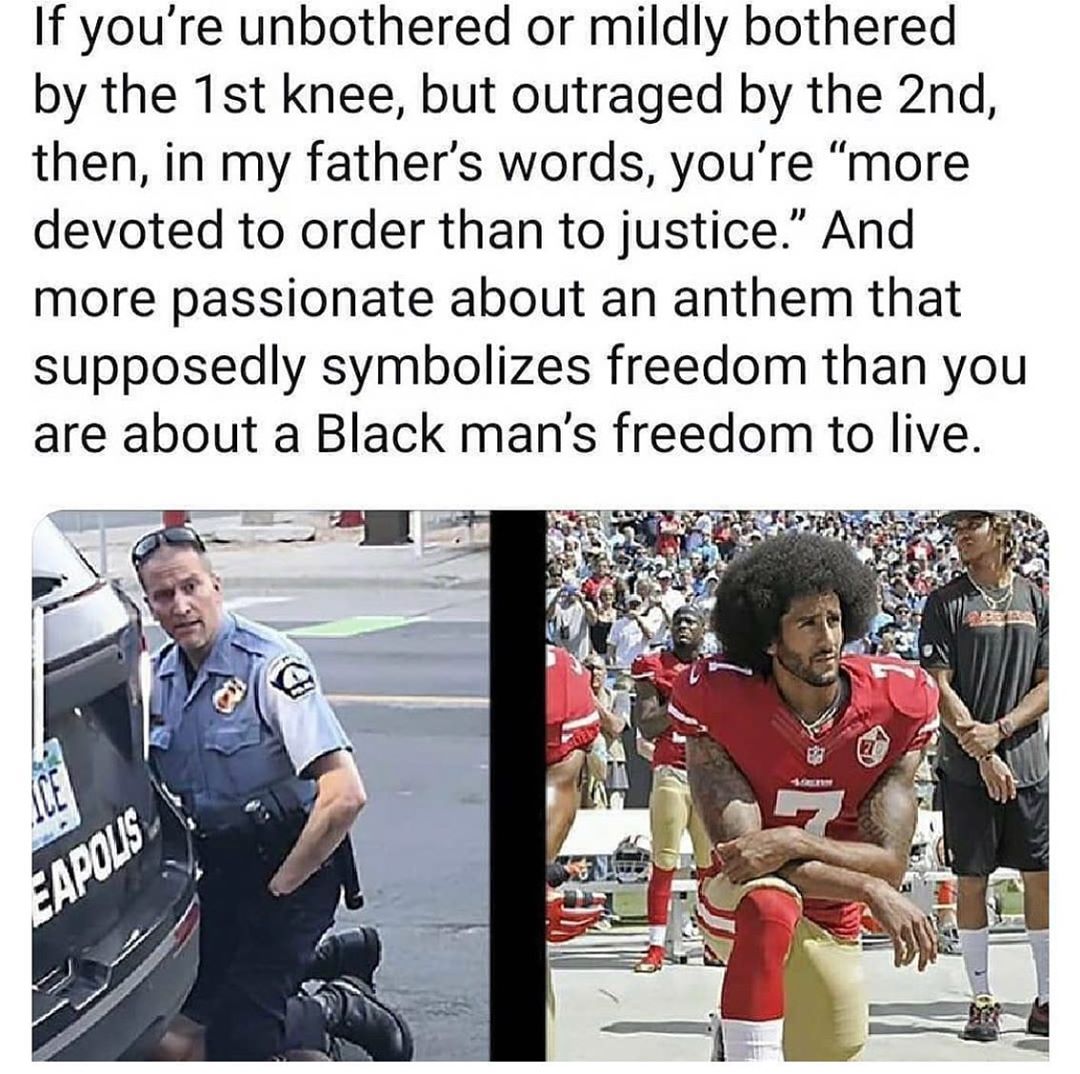 If you’re unbothered or mildly bothered
by the 1st knee, but outraged by the 2nd,
then, in my father’s words, you’re “more
devoted to order than to justice.” And
more passionate about an anthem that
supposedly symbolizes freedom than you
are about a Black man’s freedom to live.
ICE
EAPOLIS
7
49ERS
7